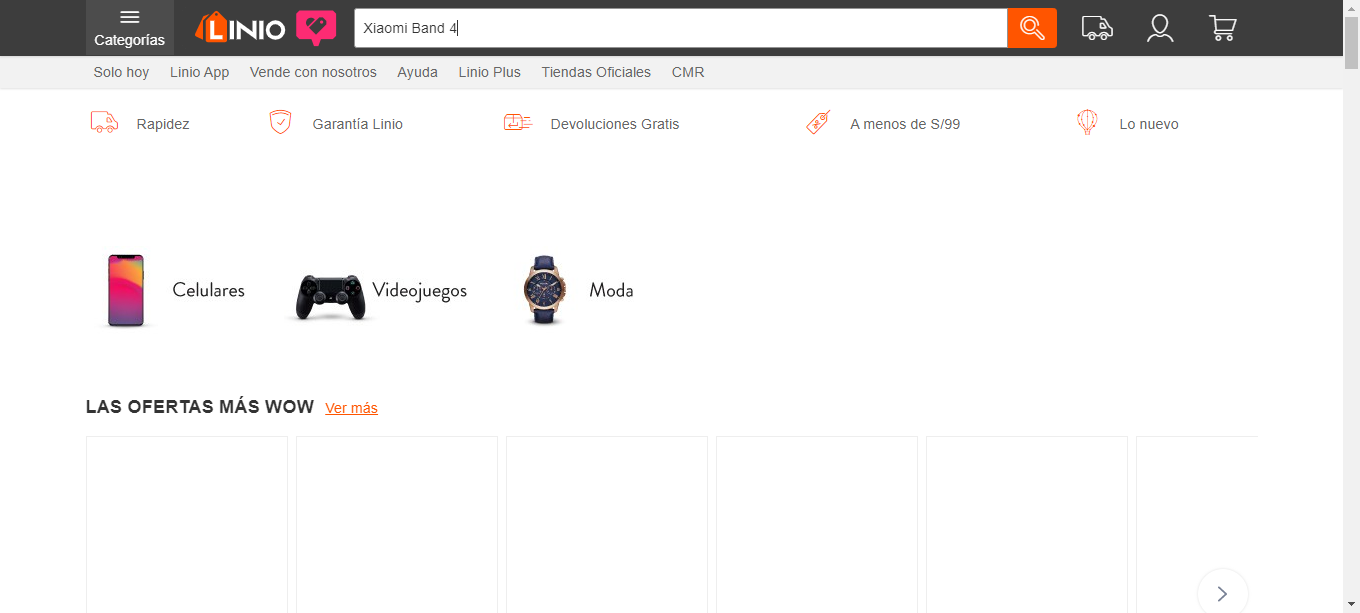 Categorías
LINIO
Xiaomi Band 4
Solo hoy Linio App Vende con nosotros Ayuda Linio Plus Tiendas Oficiales CMR
Rapidez Garantía Linio Devoluciones Gratis A menos de S/99 Lo nuevo
Celulares Videojuegos Moda
LAS OFERTAS MÁS WOW Ver más